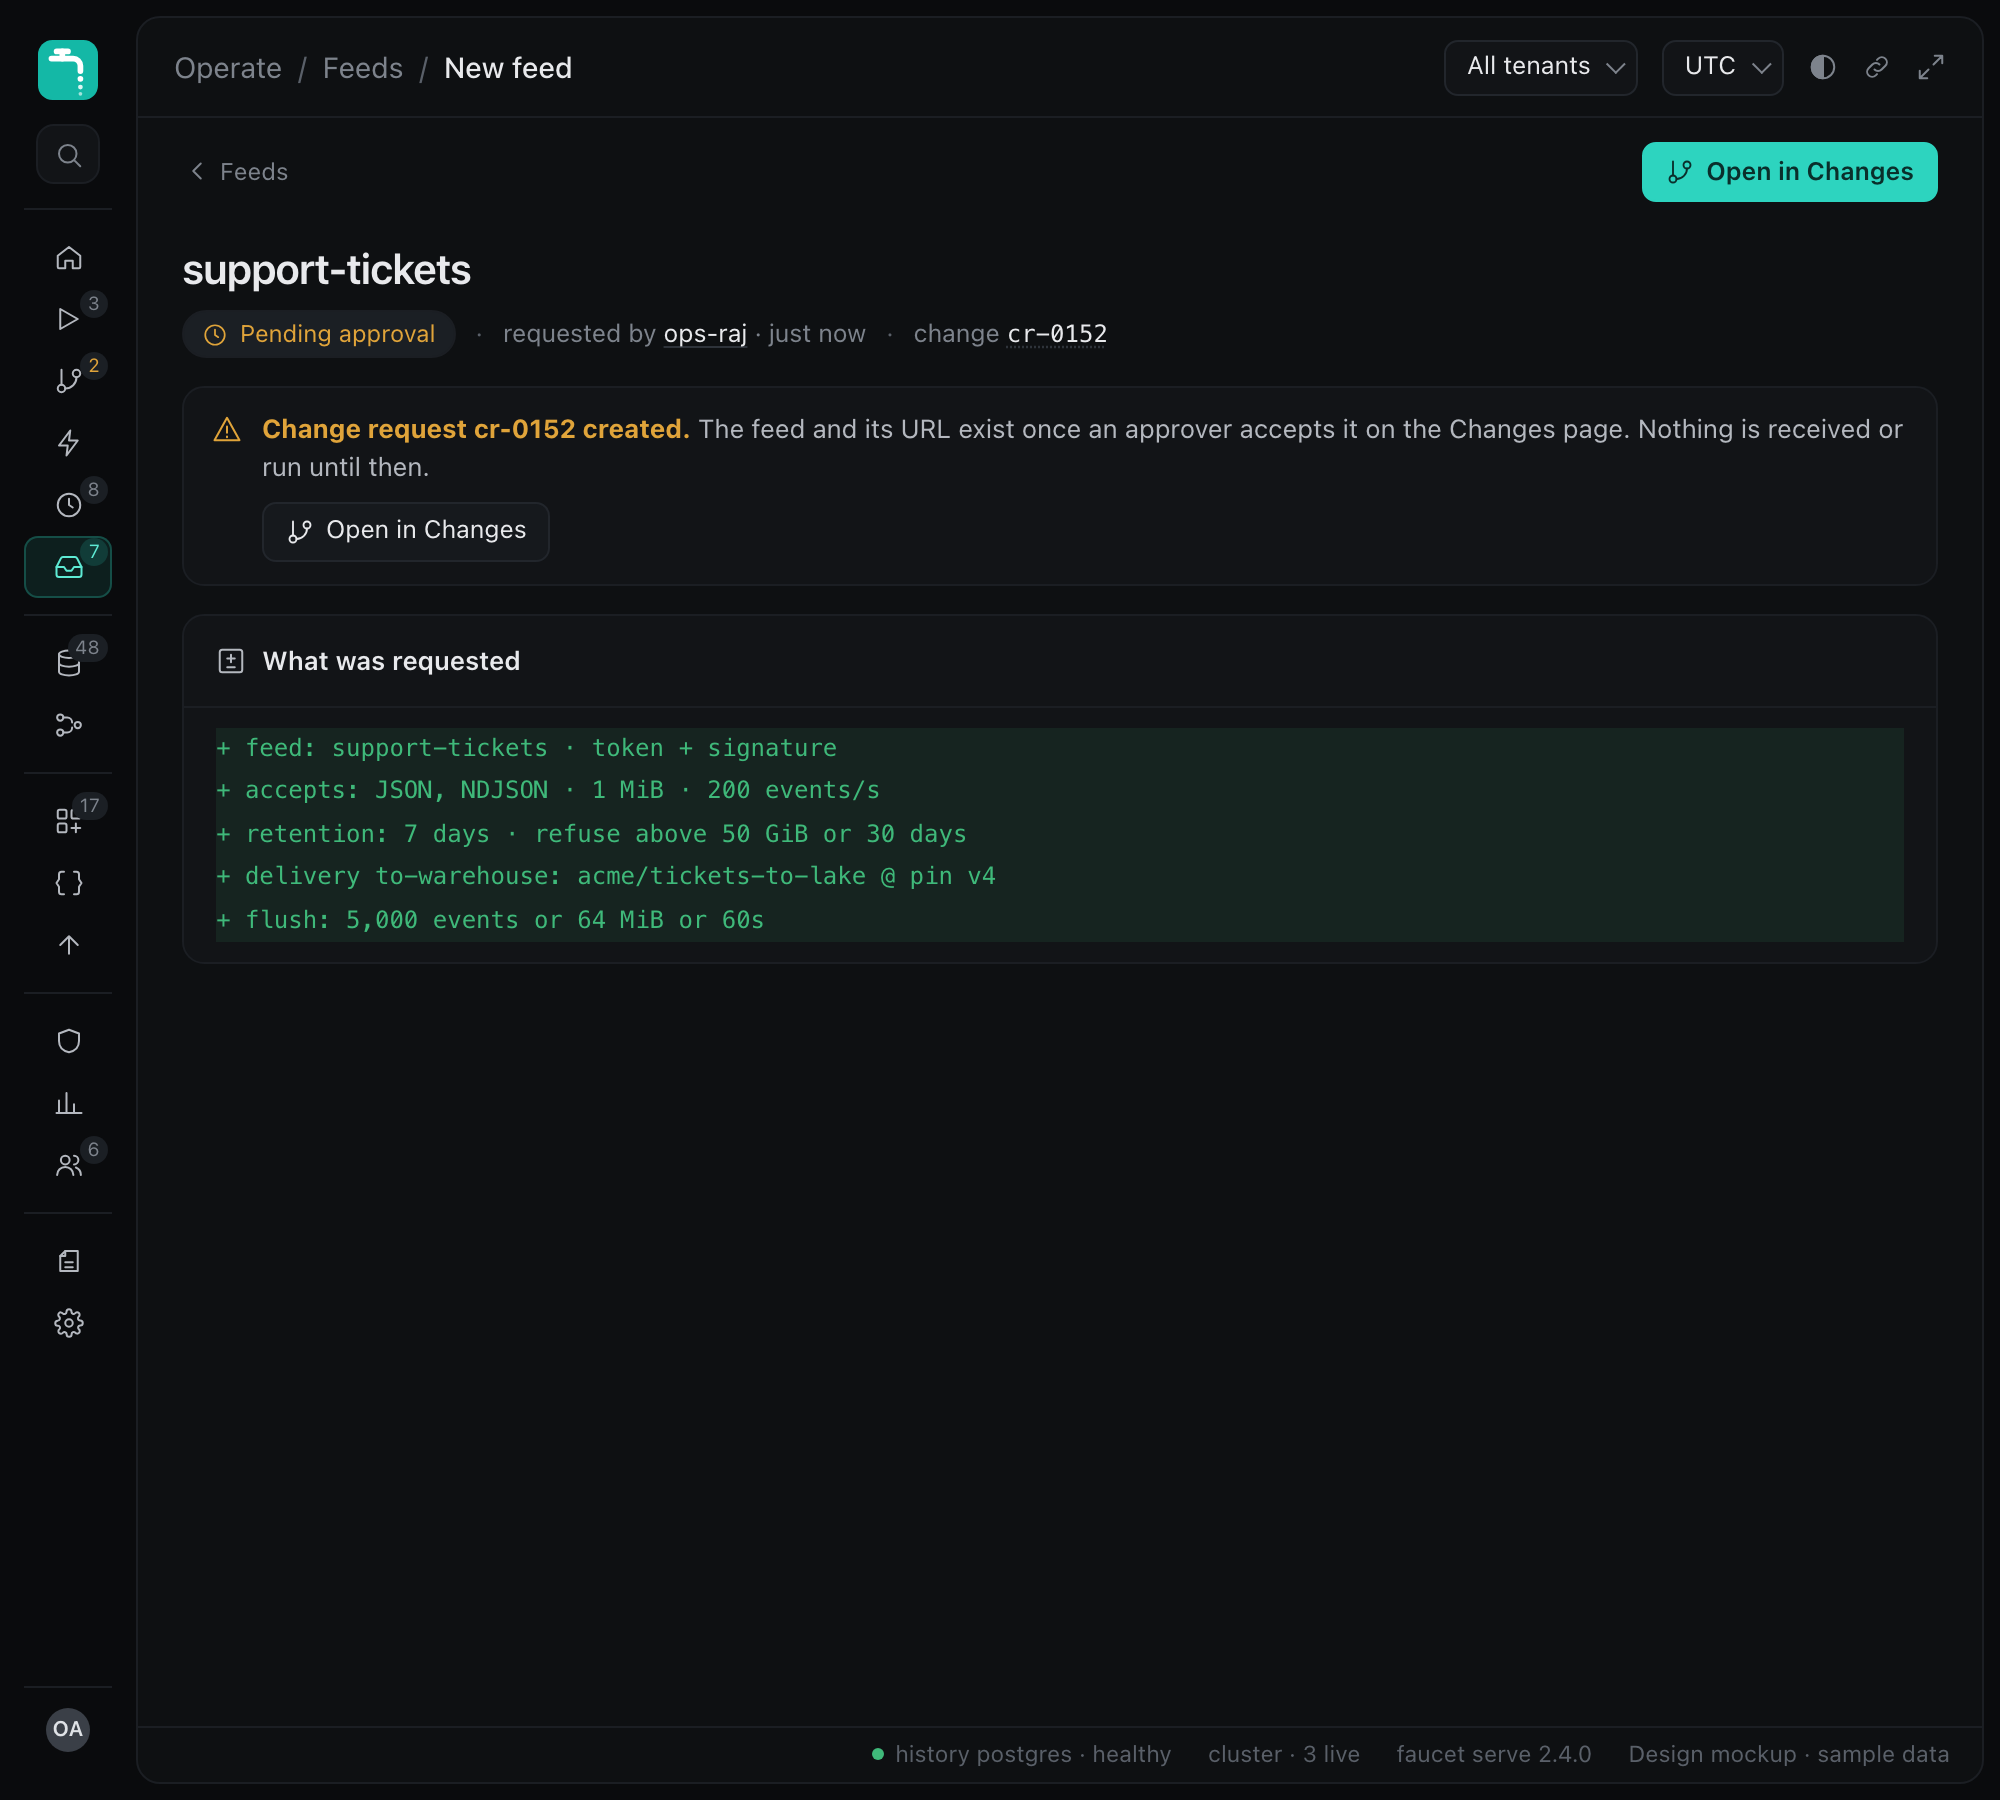 Operate / Feeds / New feed
All tenants
UTC
Feeds
Open in Changes
support-tickets
Pending approval · requested by ops-raj · just now · change cr-0152
Change request cr-0152 created. The feed and its URL exist once an approver accepts it on the Changes page. Nothing is received or
run until then.
Open in Changes
What was requested
+ feed: support-tickets · token + signature
+ accepts: JSON, NDJSON · 1 MiB · 200 events/s
+ retention: 7 days · refuse above 50 GiB or 30 days
+ delivery to-warehouse: acme/tickets-to-lake @ pin v4
+ flush: 5,000 events or 64 MiB or 60s
3
2
8
7
48
17
6
OA
history postgres · healthy
cluster · 3 live
faucet serve 2.4.0
Design mockup · sample data